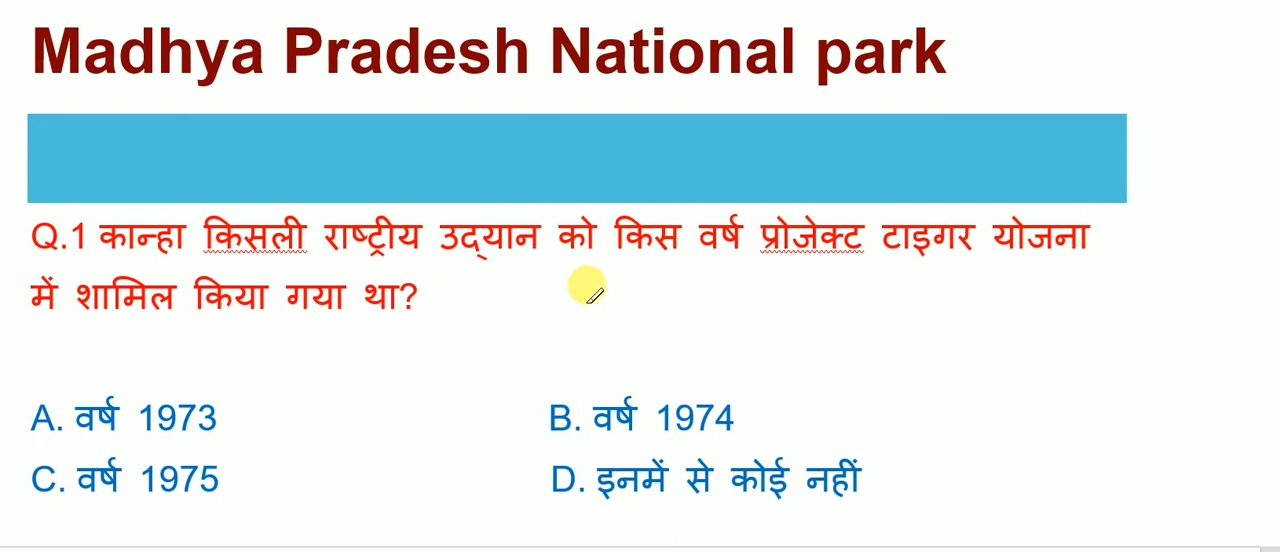 Madhya Pradesh National park
Q.1 कान्हा किसली राष्ट्रीय उद्यान को किस वर्ष प्रोजेक्ट टाइगर योजना
में शामिल किया गया था?
A. वर्ष 1973 B. वर्ष 1974
C. वर्ष 1975 D. इनमें से कोई नहीं